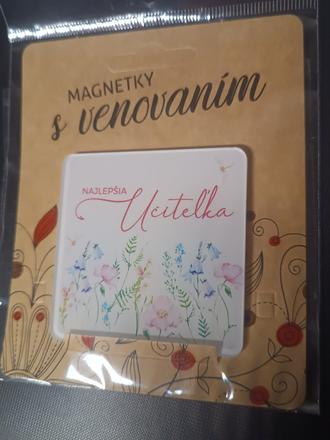 MAGNETKY
s venovaním
NAJLEPŠIA
Učiteľka